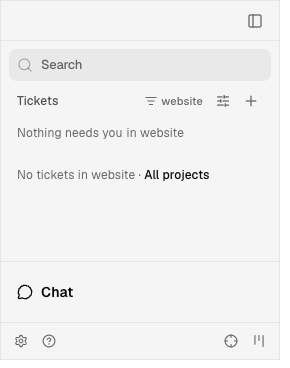 Search
Tickets website
Nothing needs you in website
No tickets in website · All projects
Chat